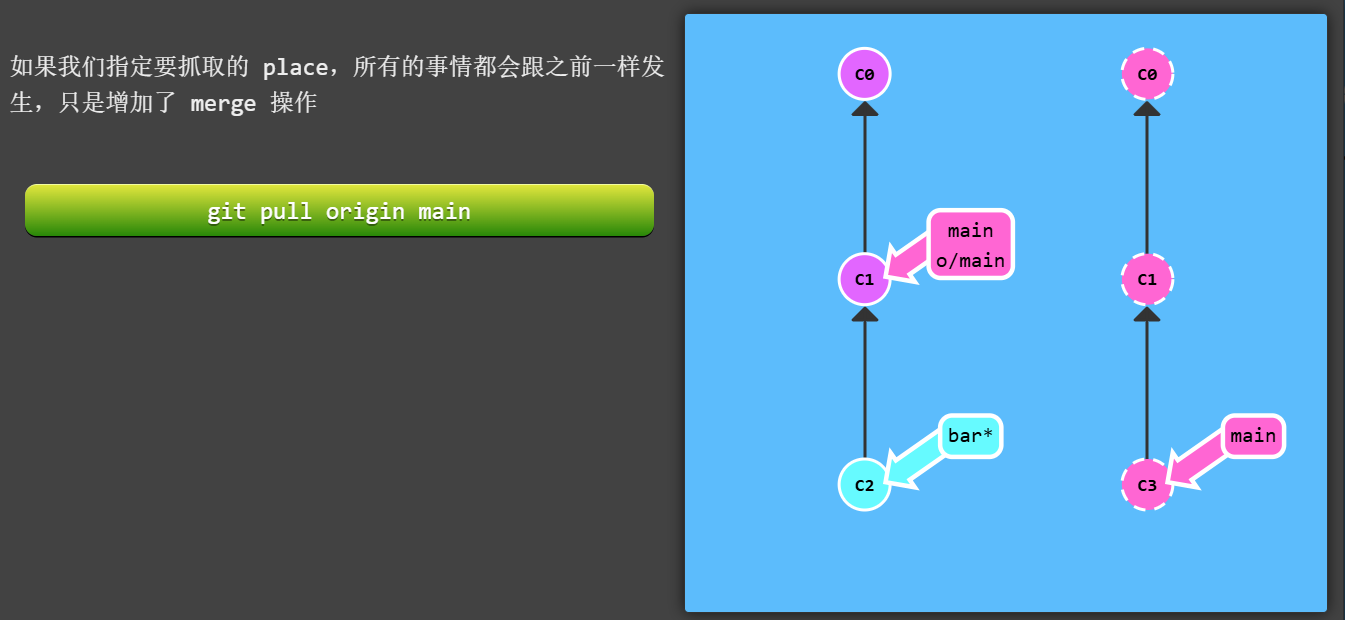 如果我们指定要抓取的 place，所有的事情都会跟之前一样发
生，只是增加了 merge 操作
git pull origin main
C0
C0
main
o/main
C1
C1
bar*
main
C2
C3